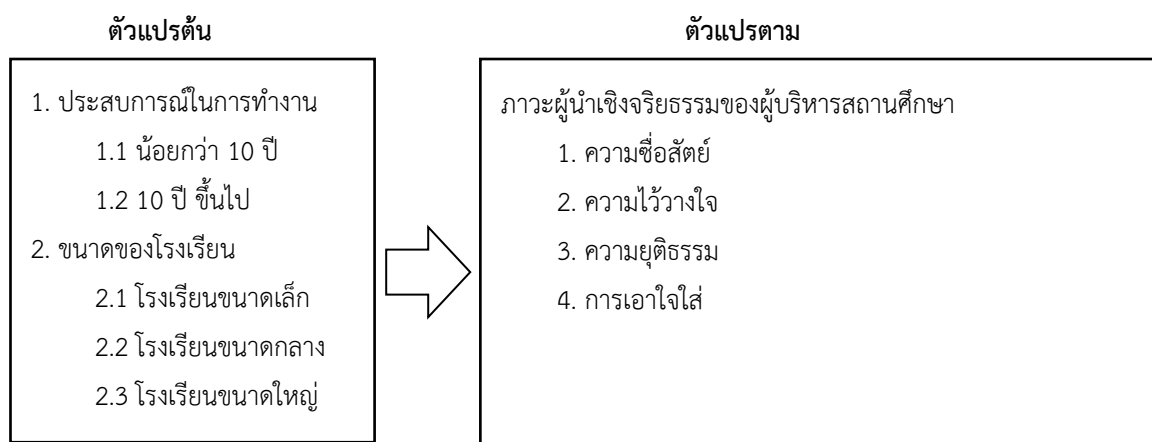 ตัวแปรต้น
1. ประสบการณ์ในการทำงาน
1.1 น้อยกว่า 10 ปี
1.2 10 ปี ขึ้นไป
2. ขนาดของโรงเรียน
2.1 โรงเรียนขนาดเล็ก
2.2 โรงเรียนขนาดกลาง
2.3 โรงเรียนขนาดใหญ่
ตัวแปรตาม
ภาวะผู้นำเชิงจริยธรรมของผู้บริหารสถานศึกษา
1. ความซื่อสัตย์
2. ความไว้วางใจ
3. ความยุติธรรม
4. การเอาใจใส่